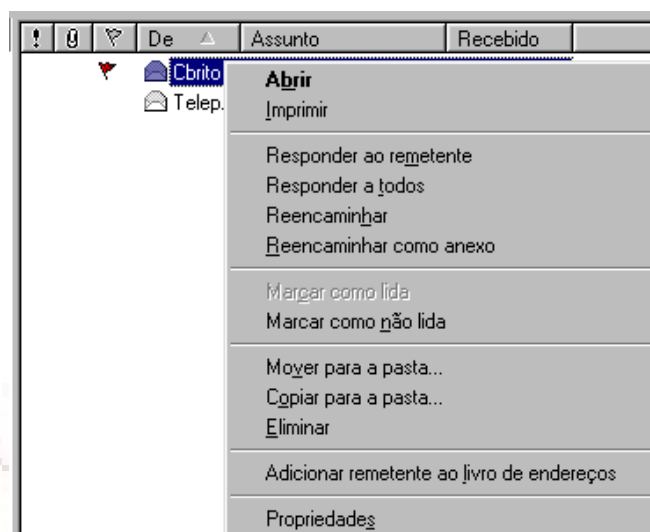 ! De Assunto Recebido
Cbrito
Telep.
Abrir
Imprimir
Responder ao remetente
Responder a todos
Reencaminhar
Reencaminhar como anexo
Marcar como lida
Marcar como não lida
Mover para a pasta...
Copiar para a pasta...
Eliminar
Adicionar remetente ao livro de endereços
Propriedades